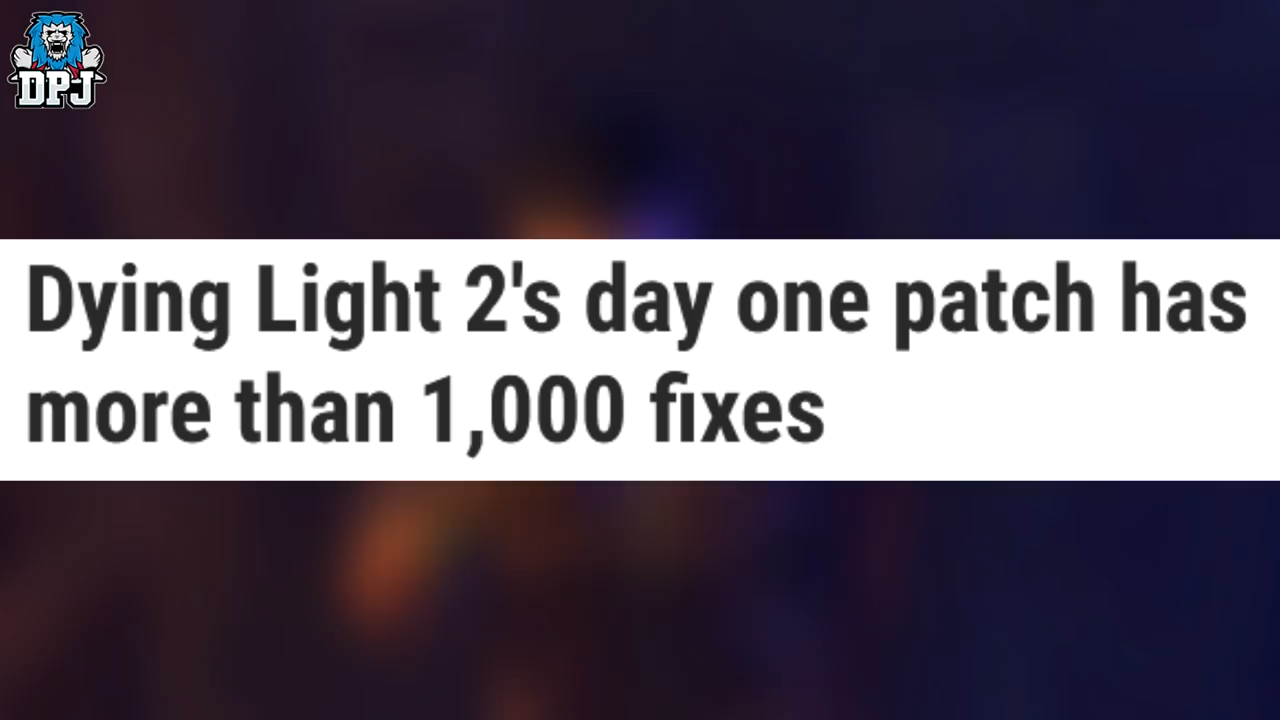 DPJ
Dying Light 2's day one patch has
more than 1,000 fixes